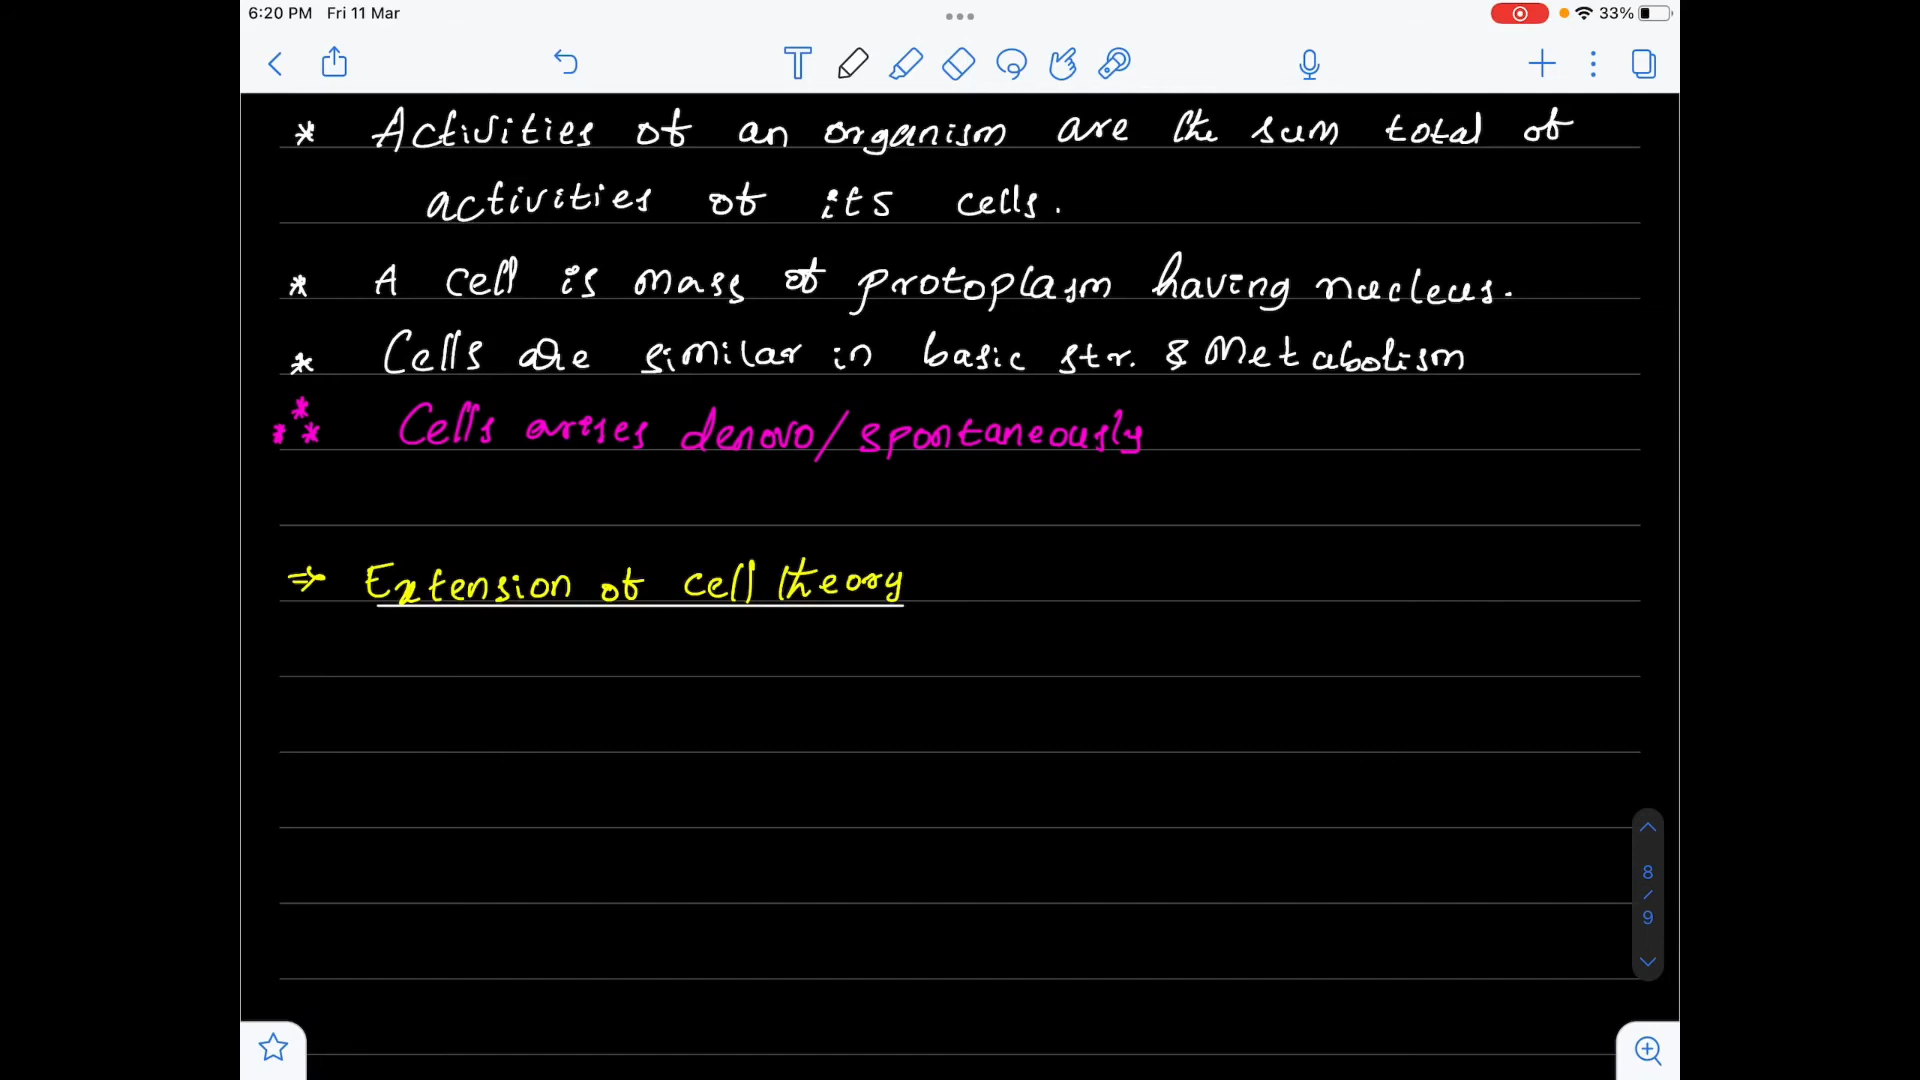 6:20 PM Fri 11 Mar
33%
* Activities of an organism are the sum total of
activities of its cells.
* A cell is mass of protoplasm having nucleus.
* Cells are similar in basic str. & Metabolism
*** Cells arises denovo/spontaneously
⇒ Extension of cell theory
8
/
9